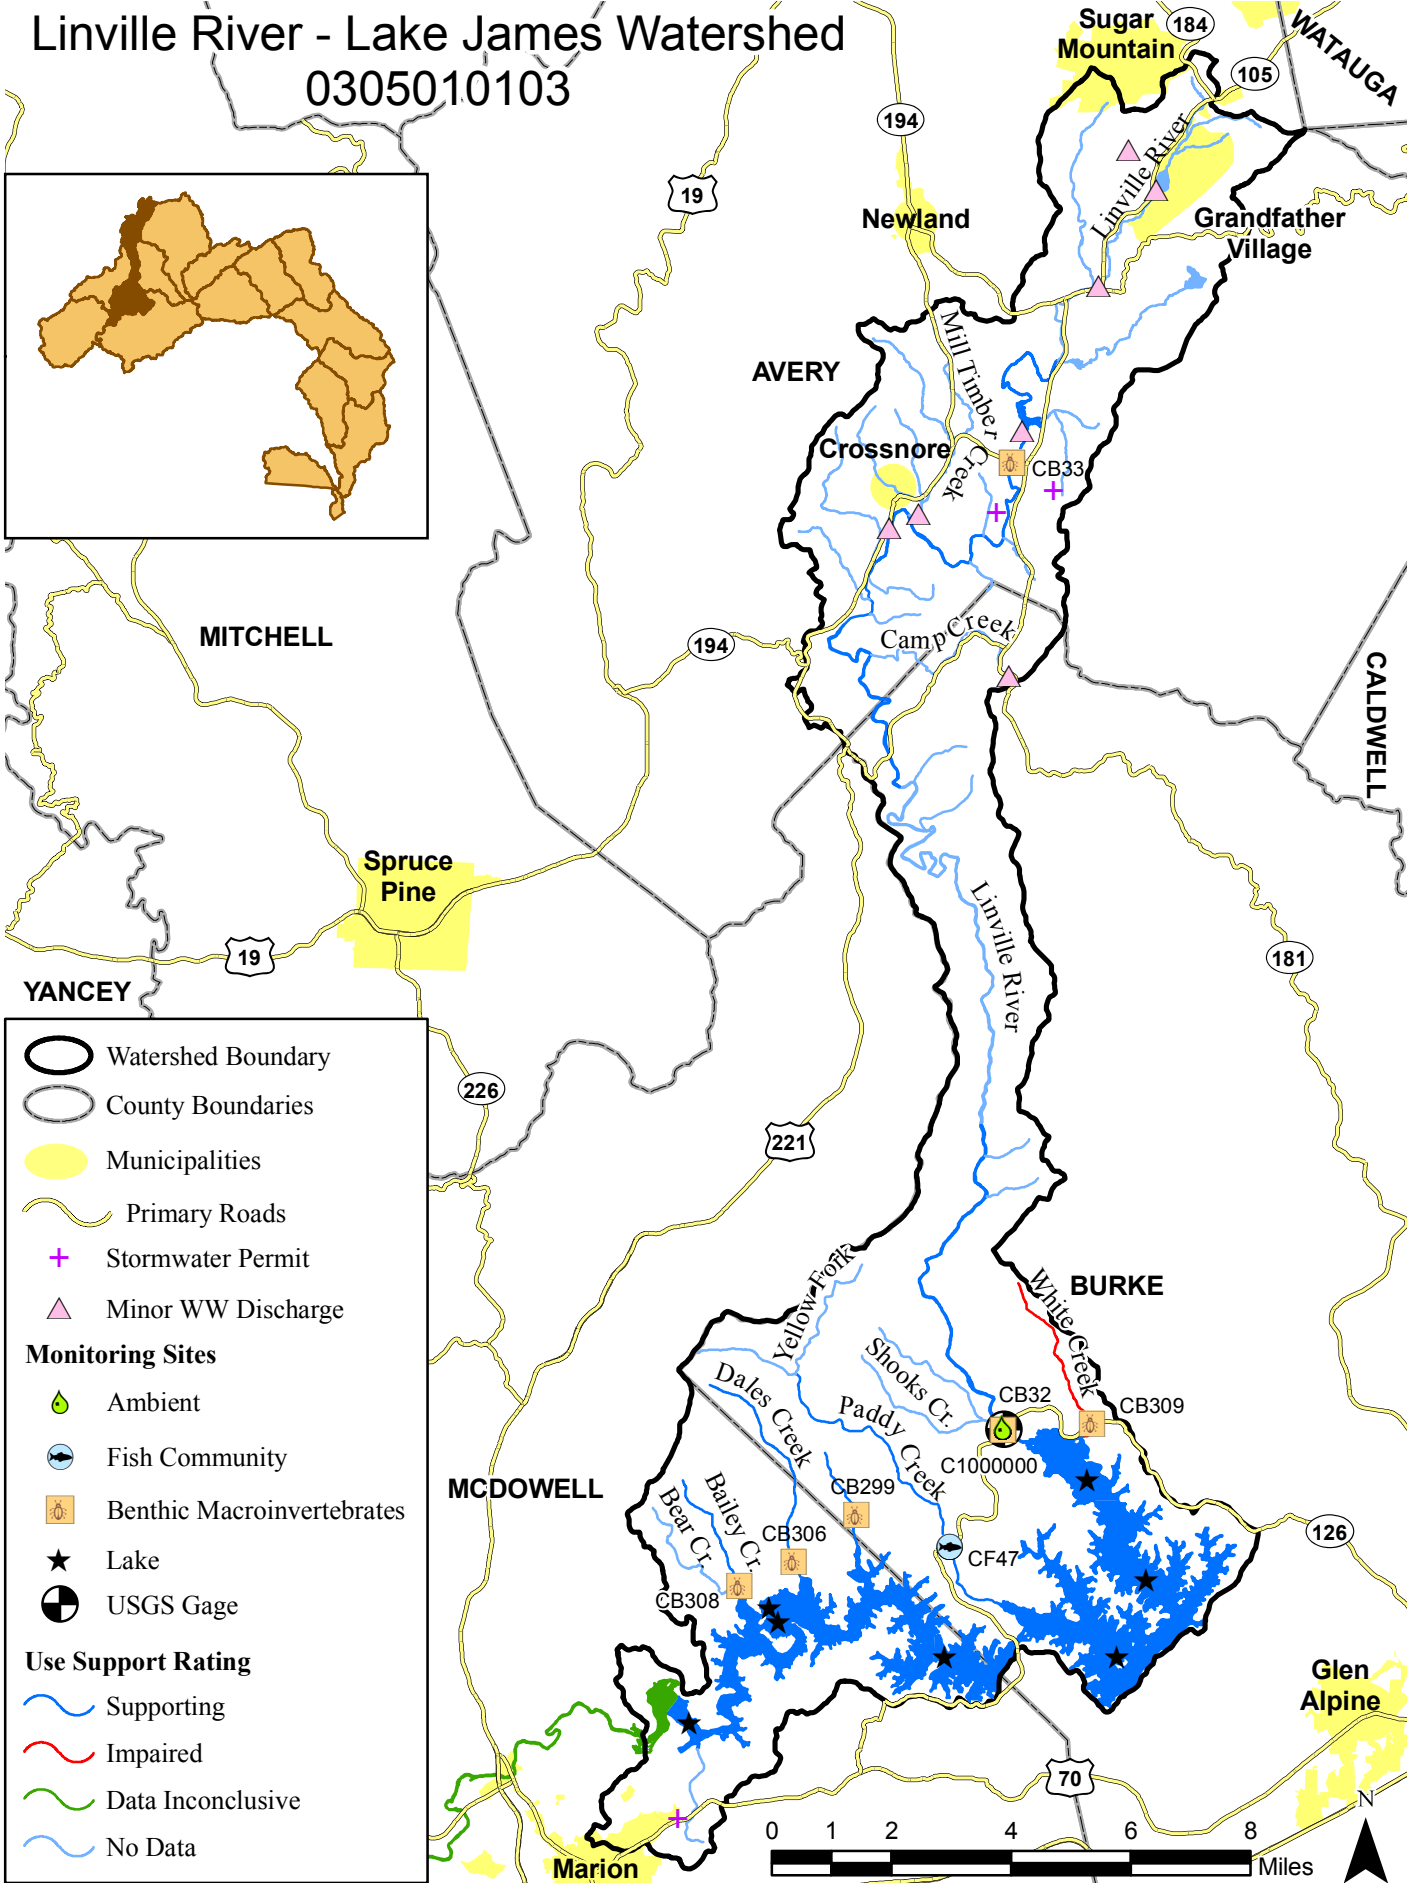 Linville River - Lake James Watershed
0305010103
Sugar
Mountain
184
105
WATAUGA
194
19
Newland
Linville River
Grandfather
Village
AVERY
Mill Timber
Creek
Crossnore
CB33
MITCHELL
194
Camp Creek
CALDWELL
Spruce
Pine
19
YANCEY
Linville River
181
226
221
Watershed Boundary
County Boundaries
Municipalities
Primary Roads
Stormwater Permit
Minor WW Discharge
Monitoring Sites
Ambient
Fish Community
Benthic Macroinvertebrates
Lake
USGS Gage
Use Support Rating
Supporting
Impaired
Data Inconclusive
No Data
Yellow Fork
White Creek
BURKE
Shooks Cr.
Dales Creek
Paddy Creek
CB32
CB309
C1000000
MCDOWELL
Bailey Cr.
Bear Cr.
CB299
CB306
CF47
CB308
126
Glen
Alpine
70
Marion
0 1 2 4 6 8
Miles
N